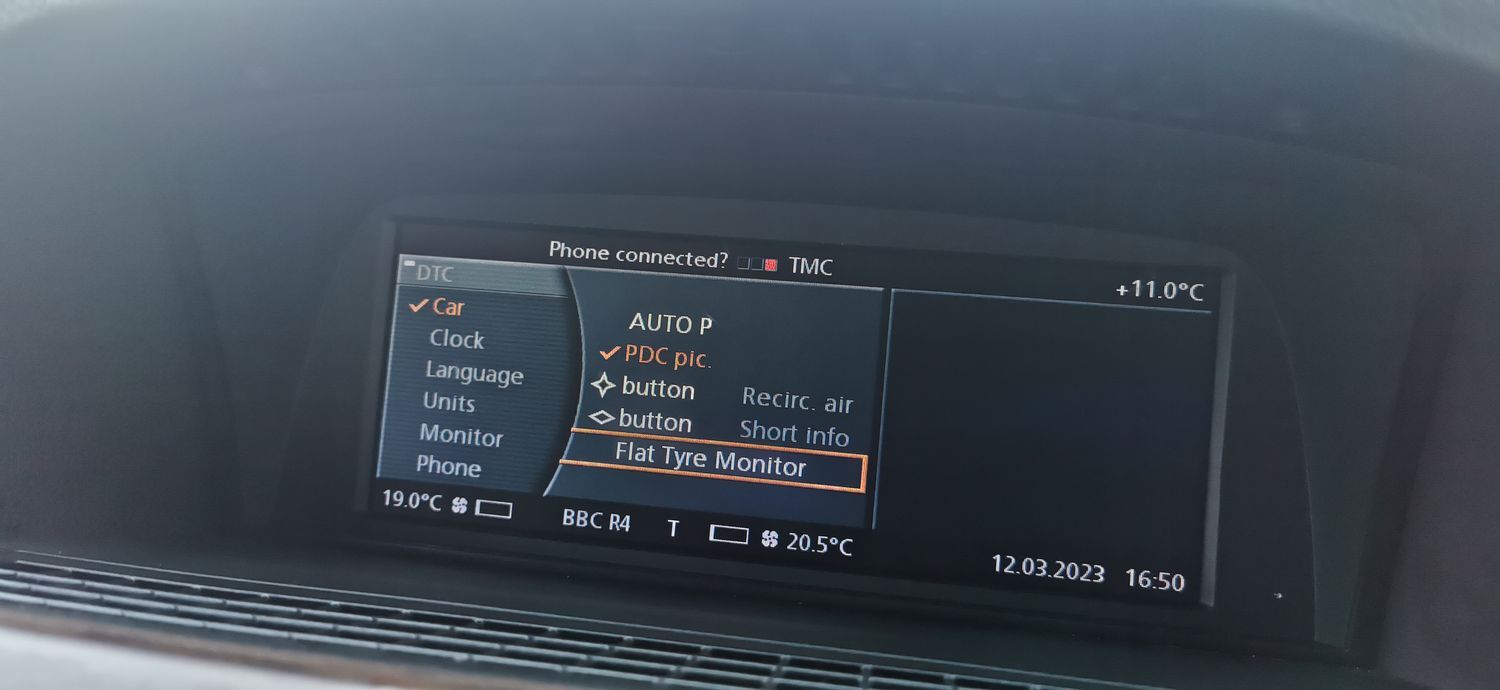 Phone connected? TMC
+11.0°C
DTC
Car
Clock
Language
Units
Monitor
Phone
AUTO P
PDC pic.
button Recirc. air
button Short info
Flat Tyre Monitor
19.0°C BBC R4 T 20.5°C
12.03.2023 16:50